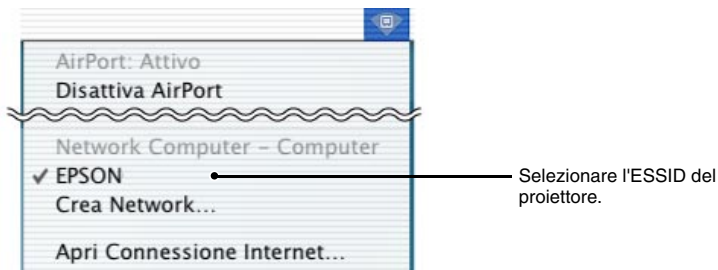 AirPort: Attivo
Disattiva AirPort
Network Computer – Computer
✓ EPSON
Selezionare l'ESSID del
proiettore.
Crea Network...
Apri Connessione Internet...